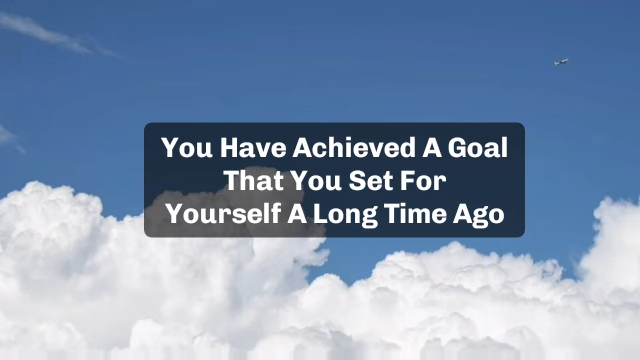 You Have Achieved A Goal
That You Set For
Yourself A Long Time Ago